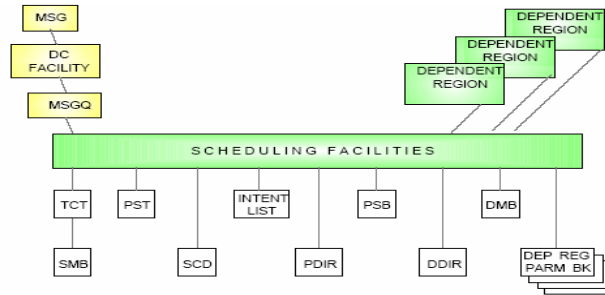 MSG
DC
FACILITY
MSGQ
DEPENDENT
REGION
DEPENDENT
REGION
DEPENDENT
REGION
SCHEDULING FACILITIES
TCT
PST
INTENT
LIST
PSB
DMB
SMB
SCD
PDIR
DDIR
DEP REG
PARM BK